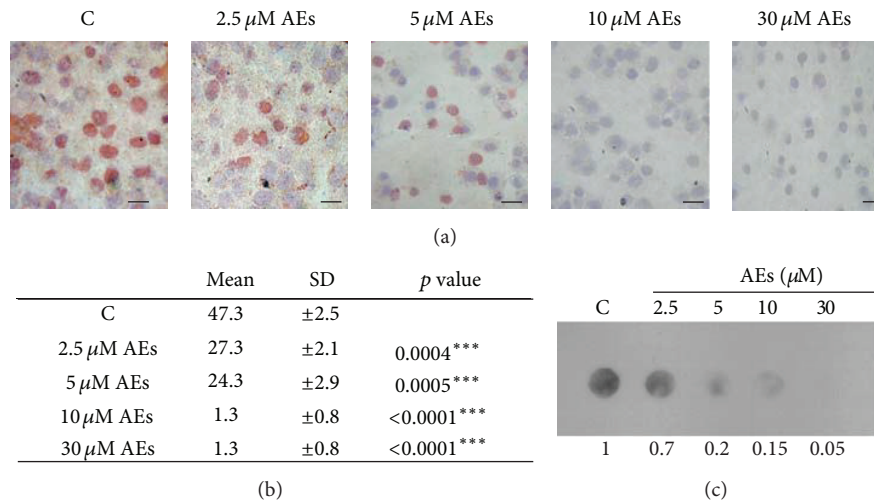 C 2.5 μM AEs 5 μM AEs 10 μM AEs 30 μM AEs
(a)
Mean SD p value
C 47.3 ±2.5
2.5 μM AEs 27.3 ±2.1 0.0004***
5 μM AEs 24.3 ±2.9 0.0005***
10 μM AEs 1.3 ±0.8 <0.0001***
30 μM AEs 1.3 ±0.8 <0.0001***
(b)
AEs (μM)
C 2.5 5 10 30
1 0.7 0.2 0.15 0.05
(c)